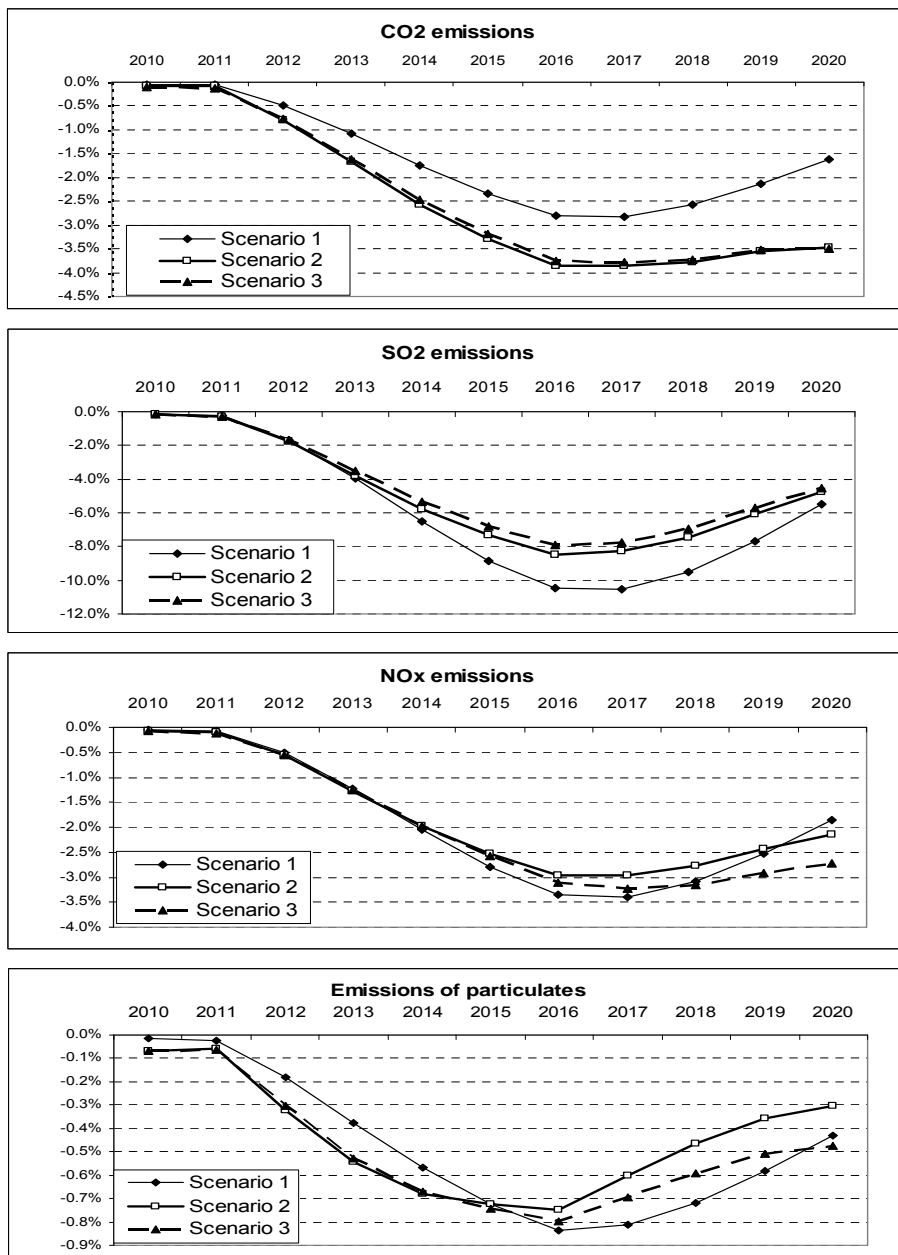 CO2 emissions
2010 2011 2012 2013 2014 2015 2016 2017 2018 2019 2020
0.0%
-0.5%
-1.0%
-1.5%
-2.0%
-2.5%
-3.0%
-3.5%
-4.0%
-4.5%
Scenario 1
Scenario 2
Scenario 3
SO2 emissions
2010 2011 2012 2013 2014 2015 2016 2017 2018 2019 2020
0.0%
-2.0%
-4.0%
-6.0%
-8.0%
-10.0%
-12.0%
Scenario 1
Scenario 2
Scenario 3
NOx emissions
2010 2011 2012 2013 2014 2015 2016 2017 2018 2019 2020
0.0%
-0.5%
-1.0%
-1.5%
-2.0%
-2.5%
-3.0%
-3.5%
-4.0%
Scenario 1
Scenario 2
Scenario 3
Emissions of particulates
2010 2011 2012 2013 2014 2015 2016 2017 2018 2019 2020
0.0%
-0.1%
-0.2%
-0.3%
-0.3%
-0.5%
-0.6%
-0.7%
-0.8%
-0.9%
Scenario 1
Scenario 2
Scenario 3